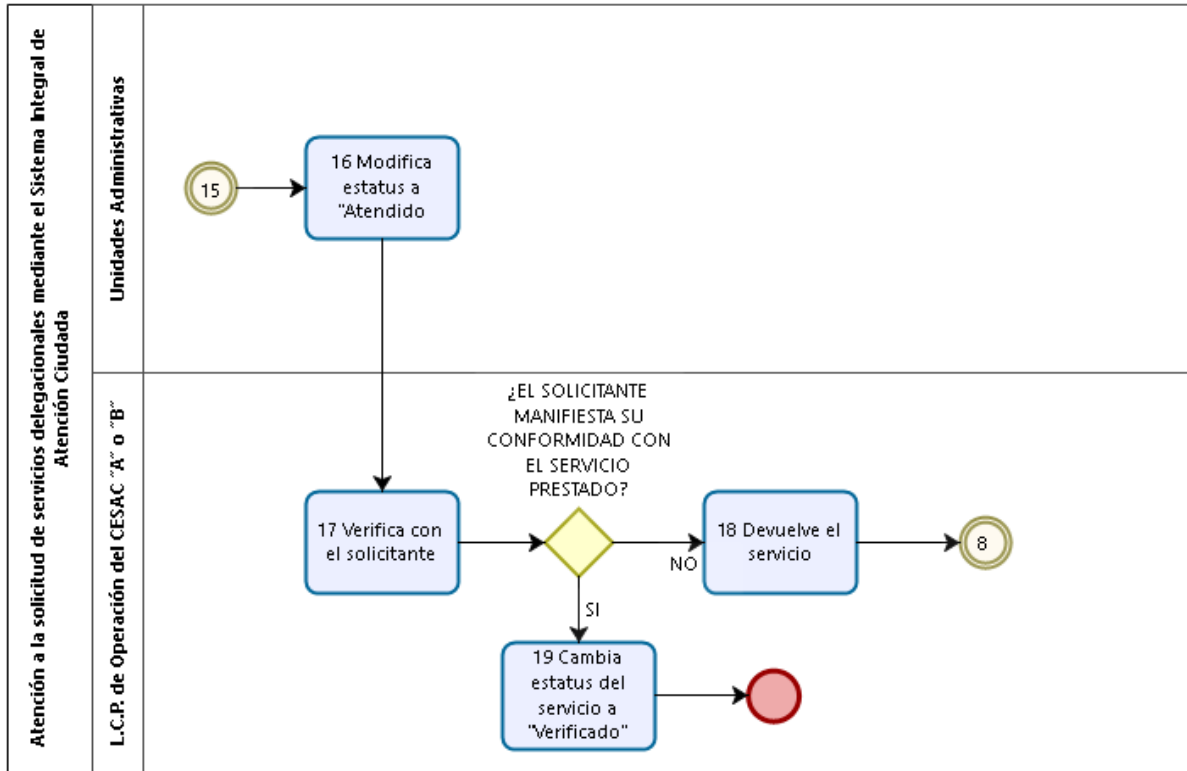 Atención a la solicitud de servicios delegacionales mediante el Sistema Integral de
Atención Ciudada
Unidades Administrativas
15
16 Modifica
estatus a
"Atendido
L.C.P. de Operación del CESAC "A" o "B"
17 Verifica con
el solicitante
¿EL SOLICITANTE
MANIFIESTA SU
CONFORMIDAD CON
EL SERVICIO
PRESTADO?
NO
18 Devuelve el
servicio
8
SI
19 Cambia
estatus del
servicio a
"Verificado"